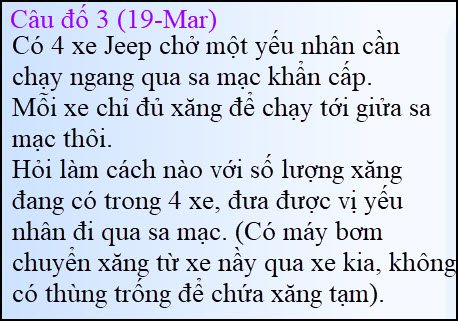 Câu đố 3 (19-Mar)
Có 4 xe Jeep chở một yếu nhân cần
chạy ngang qua sa mạc khẩn cấp.
Mỗi xe chỉ đủ xăng để chạy tới giửa sa
mạc thôi.
Hỏi làm cách nào với số lượng xăng
đang có trong 4 xe, đưa được vị yếu
nhân đi qua sa mạc. (Có máy bơm
chuyển xăng từ xe nầy qua xe kia, không
có thùng trống để chứa xăng tạm).